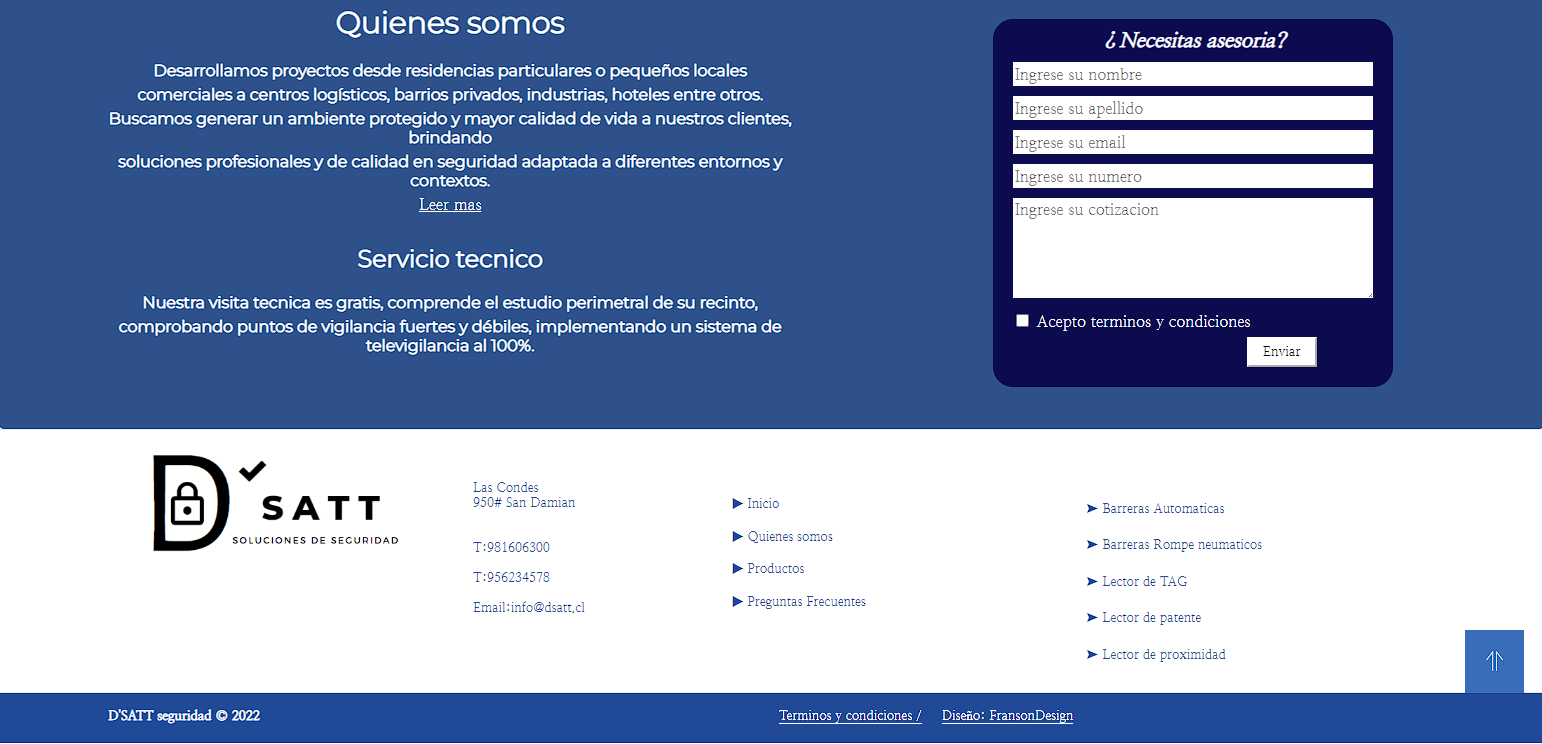 Quienes somos
Desarrollamos proyectos desde residencias particulares o pequeños locales
comerciales a centros logísticos, barrios privados, industrias, hoteles entre otros.
Buscamos generar un ambiente protegido y mayor calidad de vida a nuestros clientes,
brindando
soluciones profesionales y de calidad en seguridad adaptada a diferentes entornos y
contextos.
Leer mas
Servicio tecnico
Nuestra visita tecnica es gratis, comprende el estudio perimetral de su recinto,
comprobando puntos de vigilancia fuertes y débiles, implementando un sistema de
televigilancia al 100%.
¿Necesitas asesoria?
Ingrese su nombre
Ingrese su apellido
Ingrese su email
Ingrese su numero
Ingrese su cotizacion
Acepto terminos y condiciones
Enviar
D'SATT
SOLUCIONES DE SEGURIDAD
Las Condes
950# San Damian
T:981606300
T:956234578
Email:info@dsatt.cl
Inicio
Quienes somos
Productos
Preguntas Frecuentes
Barreras Automaticas
Barreras Rompe neumaticos
Lector de TAG
Lector de patente
Lector de proximidad
D'SATT seguridad © 2022
Terminos y condiciones /
Diseño: FransonDesign